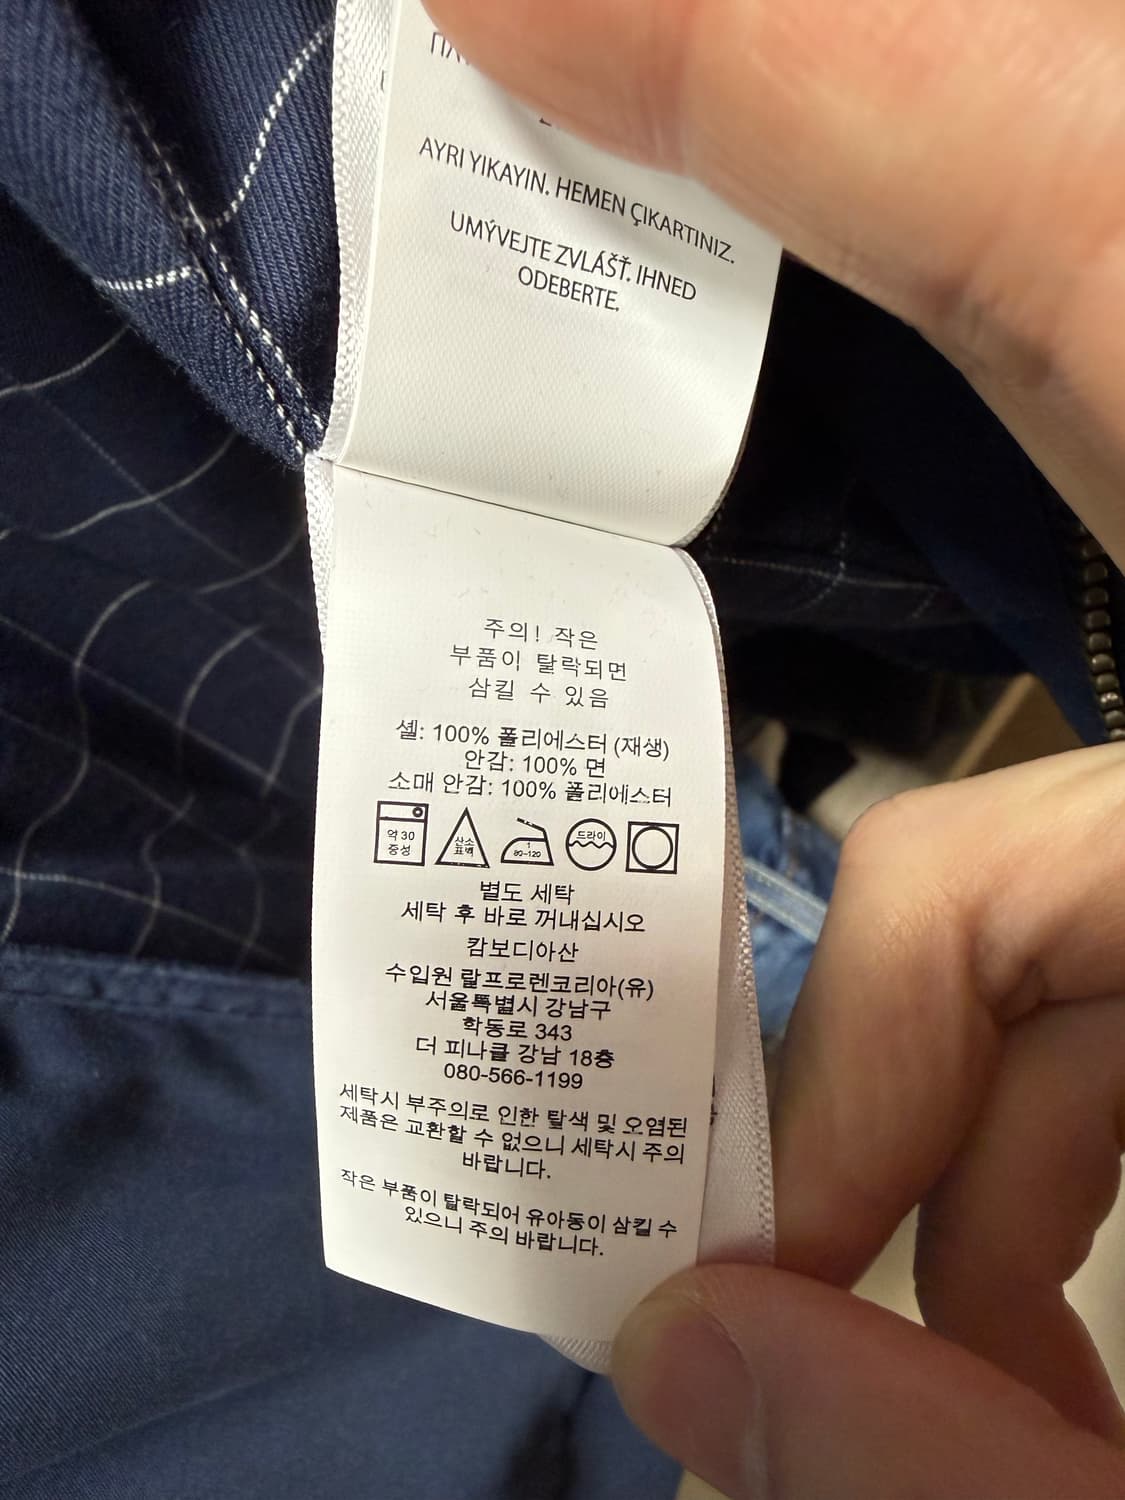 AYRI YIKAYIN. HEMEN ÇIKARTINIZ.
UMÝVEJTE ZVLÁŠŤ. IHNED
ODEBERTE.
주의! 작은
부품이 탈락되면
삼킬 수 있음
셸: 100% 폴리에스터 (재생)
안감: 100% 면
소매 안감: 100% 폴리에스터
약 30
중성
산소
표백
1
80~120
드라이
별도 세탁
세탁 후 바로 꺼내십시오
캄보디아산
수입원 랄프로렌코리아(유)
서울특별시 강남구
학동로 343
더 피나클 강남 18층
080-566-1199
세탁시 부주의로 인한 탈색 및 오염된
제품은 교환할 수 없으니 세탁시 주의
바랍니다.
작은 부품이 탈락되어 유아동이 삼킬 수
있으니 주의 바랍니다.